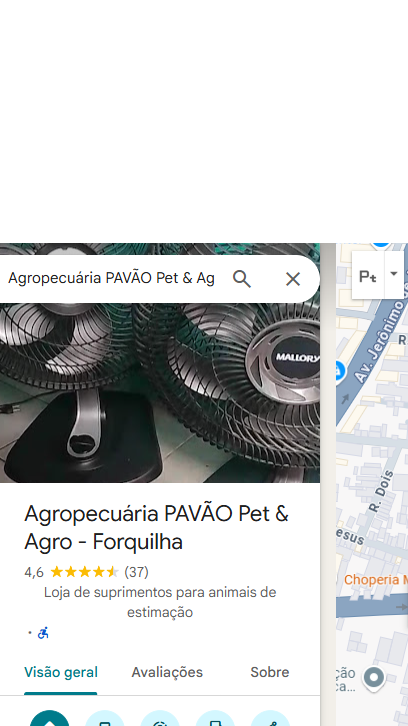 Agropecuária PAVÃO Pet & Ag
MALLORY
Agropecuária PAVÃO Pet &
Agro - Forquilha
4,6 (37)
Loja de suprimentos para animais de
estimação
Visão geral Avaliações Sobre
Pt
Av. Jerônimo
R
R. Dois
esus
Choperia M
ção
ca...